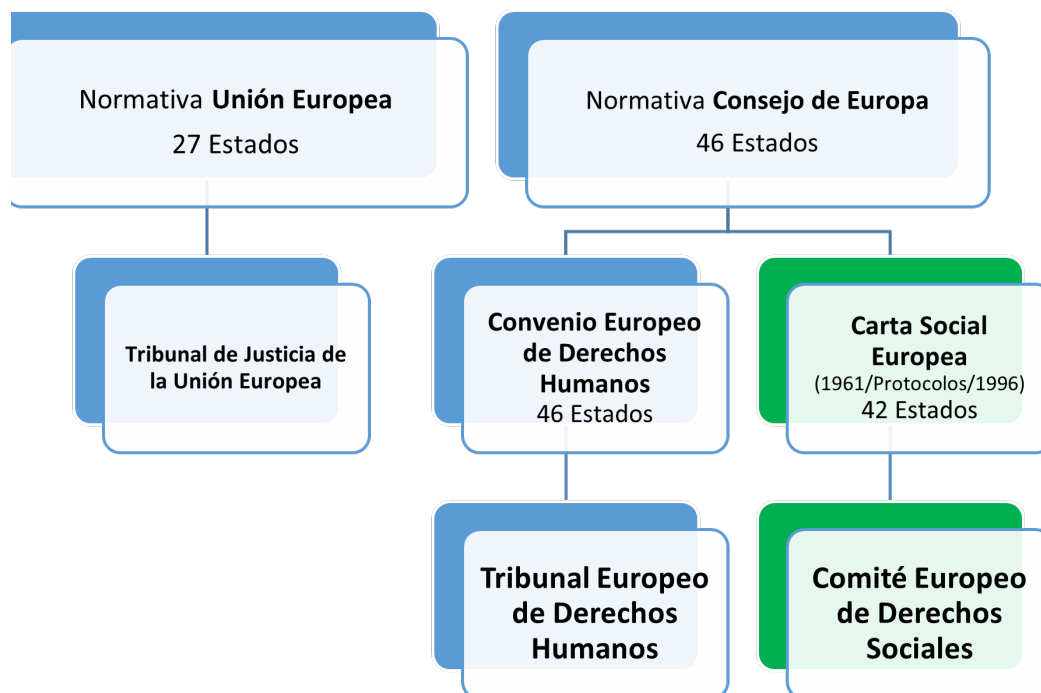 Normativa Unión Europea
27 Estados
Normativa Consejo de Europa
46 Estados
Tribunal de Justicia de
la Unión Europea
Convenio Europeo
de Derechos
Humanos
46 Estados
Carta Social
Europea
(1961/Protocolos/1996)
42 Estados
Tribunal Europeo
de Derechos
Humanos
Comité Europeo
de Derechos
Sociales